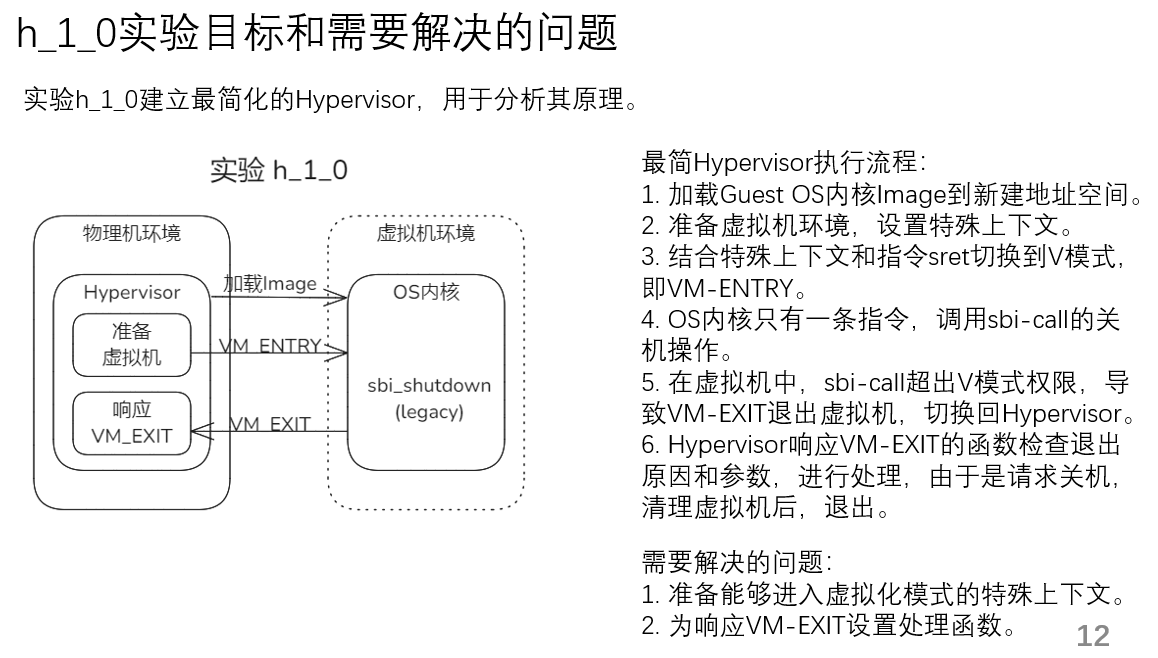 h_1_0实验目标和需要解决的问题
实验h_1_0建立最简化的Hypervisor，用于分析其原理。
实验 h_1_0
物理机环境
虚拟机环境
Hypervisor
加载Image
OS内核
准备
虚拟机
VM_ENTRY
sbi_shutdown
(legacy)
响应
VM_EXIT
VM_EXIT
最简Hypervisor执行流程：
1. 加载Guest OS内核Image到新建地址空间。
2. 准备虚拟机环境，设置特殊上下文。
3. 结合特殊上下文和指令sret切换到V模式，
即VM-ENTRY。
4. OS内核只有一条指令，调用sbi-call的关
机操作。
5. 在虚拟机中，sbi-call超出V模式权限，导
致VM-EXIT退出虚拟机，切换回Hypervisor。
6. Hypervisor响应VM-EXIT的函数检查退出
原因和参数，进行处理，由于是请求关机，
清理虚拟机后，退出。
需要解决的问题：
1. 准备能够进入虚拟化模式的特殊上下文。
2. 为响应VM-EXIT设置处理函数。
12